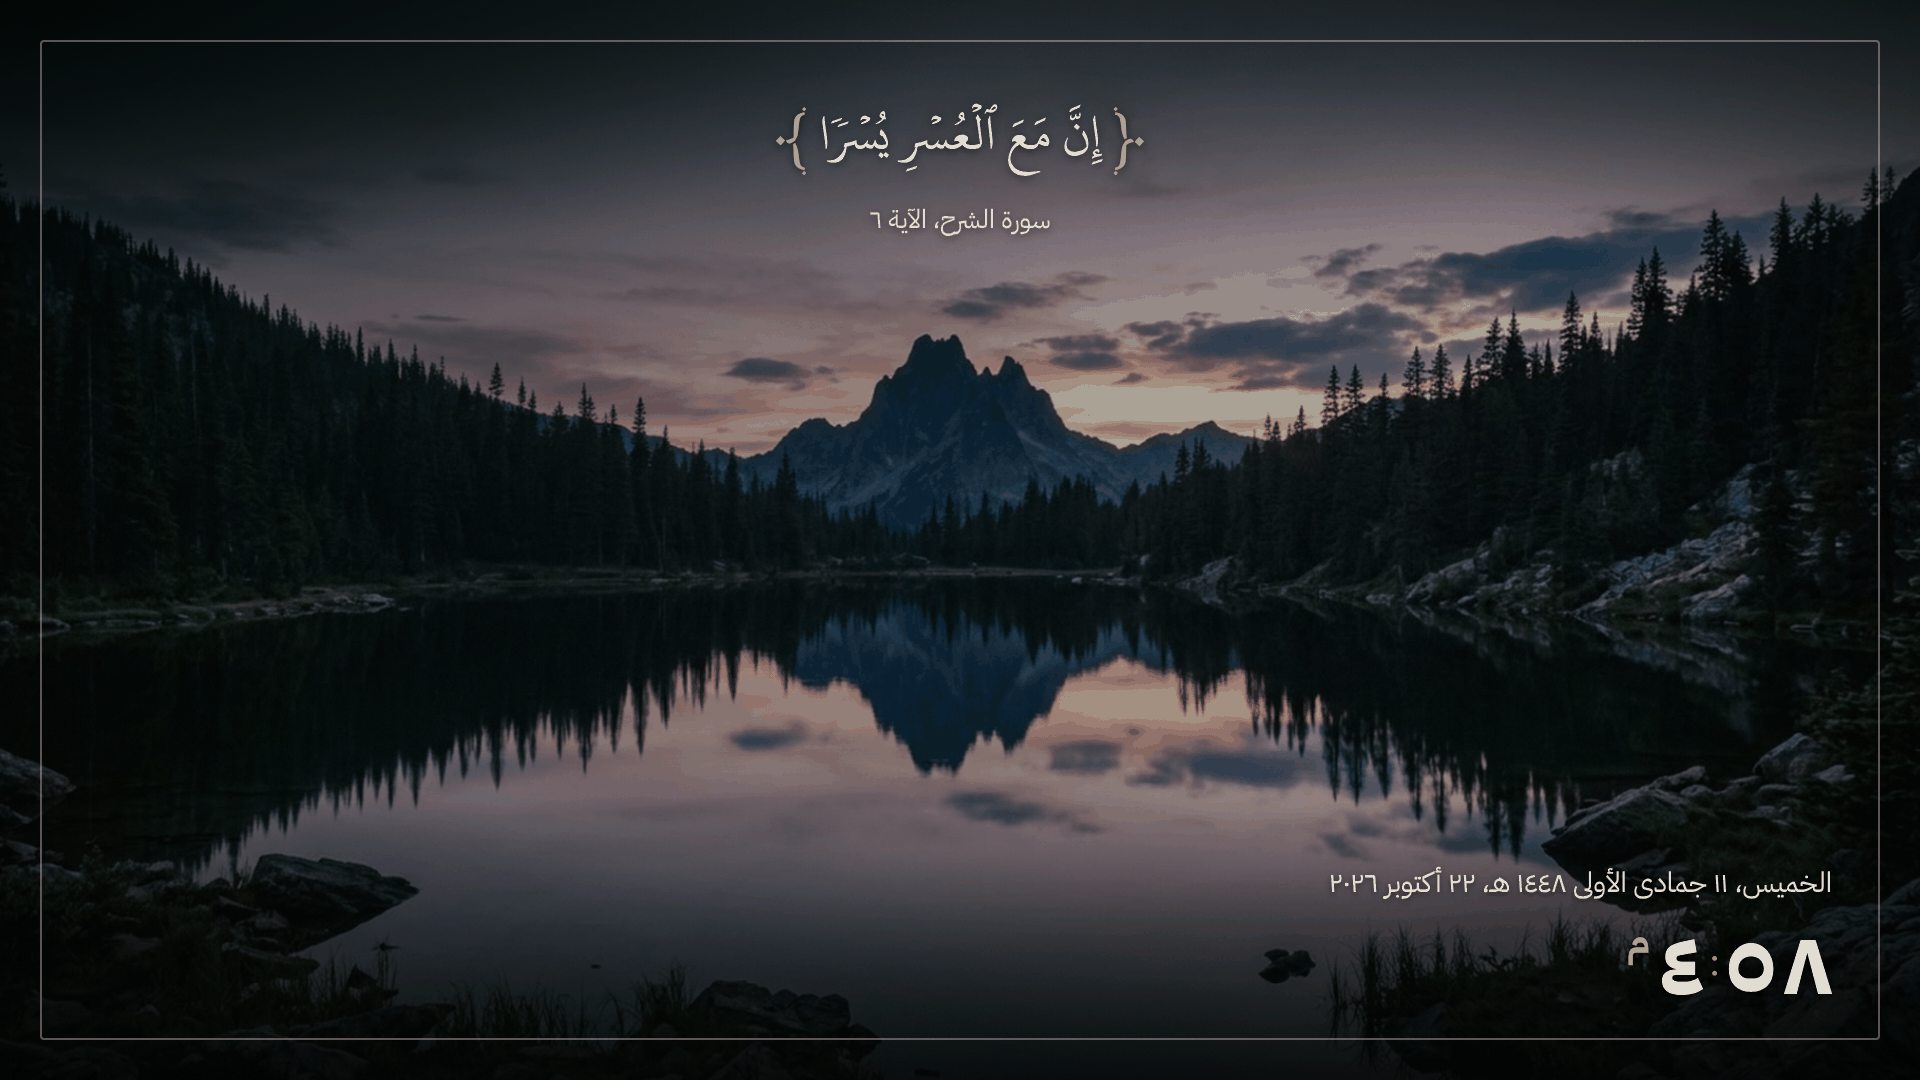 ﴿ إِنَّ مَعَ ٱلْعُسْرِ يُسْرًا ﴾
سورة الشرح، الآية ٦
الخميس، ١١ جمادى الأولى ١٤٤٨ هـ، ٢٢ أكتوبر ٢٠٢٦
٤:٥٨ م